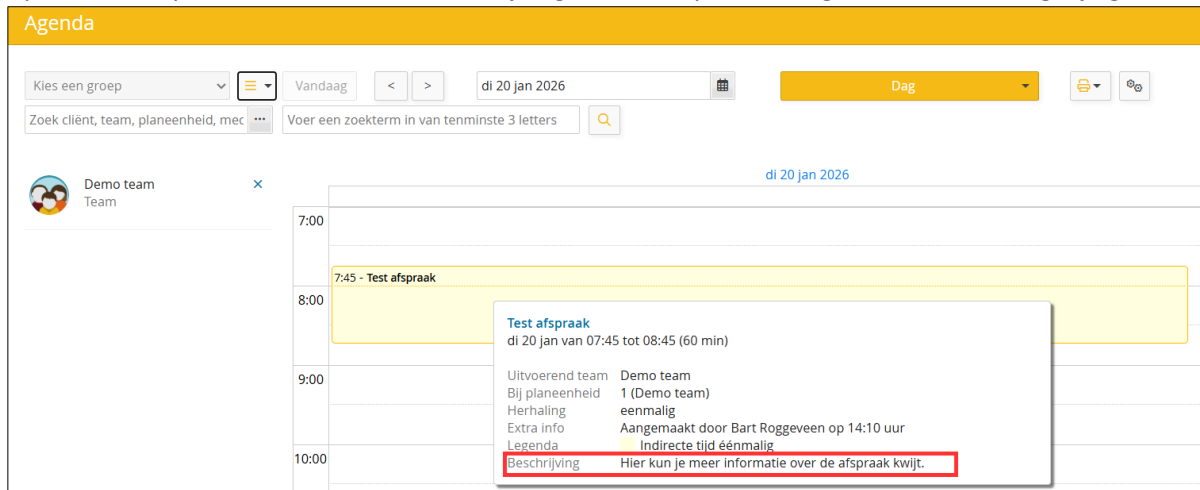 Agenda
Kies een groep
Vandaag < > di 20 jan 2026 Dag
Zoek cliënt, team, planeenheid, mec ... Voer een zoekterm in van tenminste 3 letters
di 20 jan 2026
Demo team ×
Team
7:00
7:45 - Test afspraak
8:00
Test afspraak
di 20 jan van 07:45 tot 08:45 (60 min)
9:00
Uitvoerend team Demo team
Bij planeenheid 1 (Demo team)
Herhaling eenmalig
Extra info Aangemaakt door Bart Roggeveen op 14:10 uur
Legenda Indirecte tijd éénmalig
10:00
Beschrijving Hier kun je meer informatie over de afspraak kwijt.